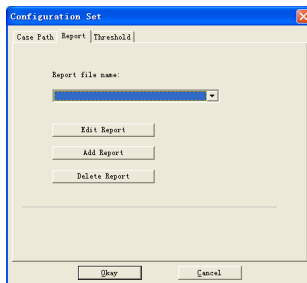 Configuration Set
Case Path Report Threshold
Report file name:
Edit Report
Add Report
Delete Report
Okay Cancel